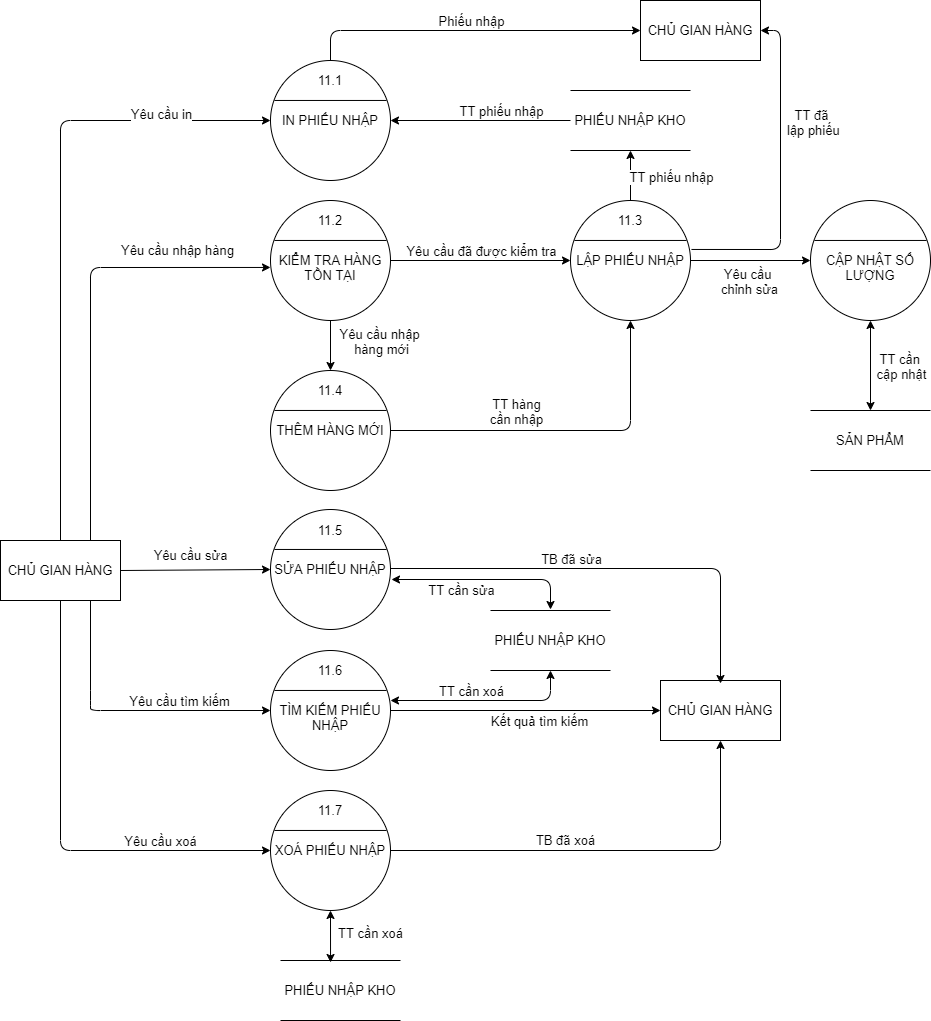 Phiếu nhập
CHỦ GIAN HÀNG
11.1
IN PHIẾU NHẬP
Yêu cầu in
TT phiếu nhập
PHIẾU NHẬP KHO
TT đã
lập phiếu
TT phiếu nhập
11.2
KIỂM TRA HÀNG
TỒN TẠI
Yêu cầu nhập hàng
Yêu cầu đã được kiểm tra
11.3
LẬP PHIẾU NHẬP
Yêu cầu
chỉnh sửa
CẬP NHẬT SỐ
LƯỢNG
Yêu cầu nhập
hàng mới
TT cần
cập nhật
11.4
THÊM HÀNG MỚI
TT hàng
cần nhập
SẢN PHẨM
CHỦ GIAN HÀNG
Yêu cầu sửa
11.5
SỬA PHIẾU NHẬP
TB đã sửa
TT cần sửa
PHIẾU NHẬP KHO
11.6
TÌM KIẾM PHIẾU
NHẬP
Yêu cầu tìm kiếm
TT cần xoá
Kết quả tìm kiếm
CHỦ GIAN HÀNG
11.7
XOÁ PHIẾU NHẬP
Yêu cầu xoá
TB đã xoá
TT cần xoá
PHIẾU NHẬP KHO